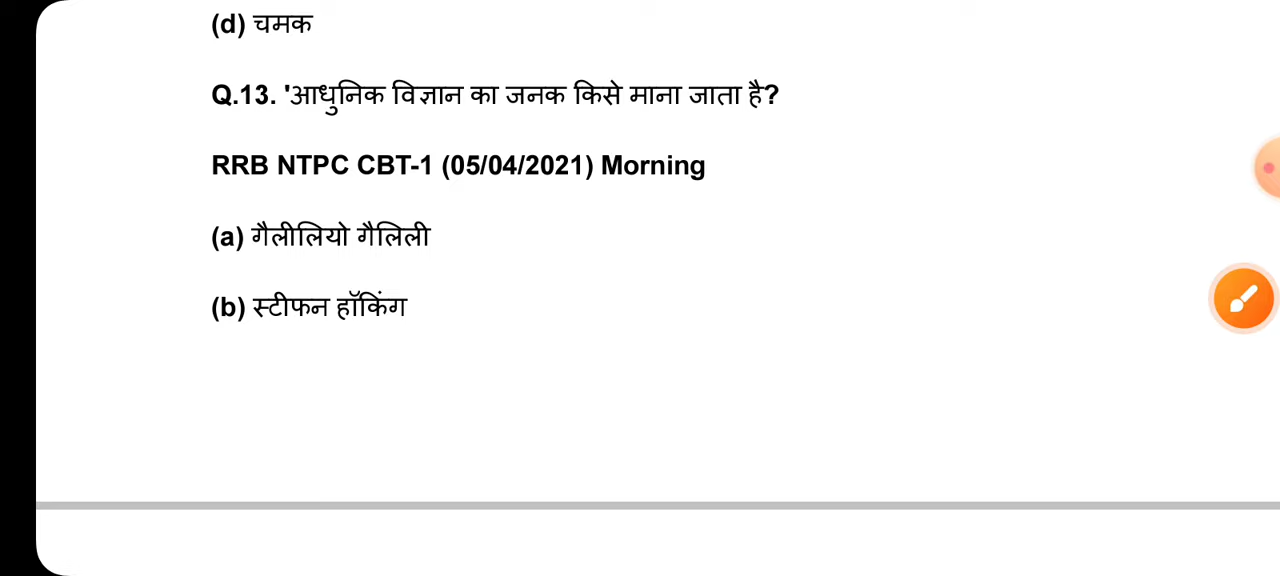 (d) चमक
Q.13. 'आधुनिक विज्ञान का जनक किसे माना जाता है?
RRB NTPC CBT-1 (05/04/2021) Morning
(a) गैलीलियो गैलिली
(b) स्टीफन हॉकिंग